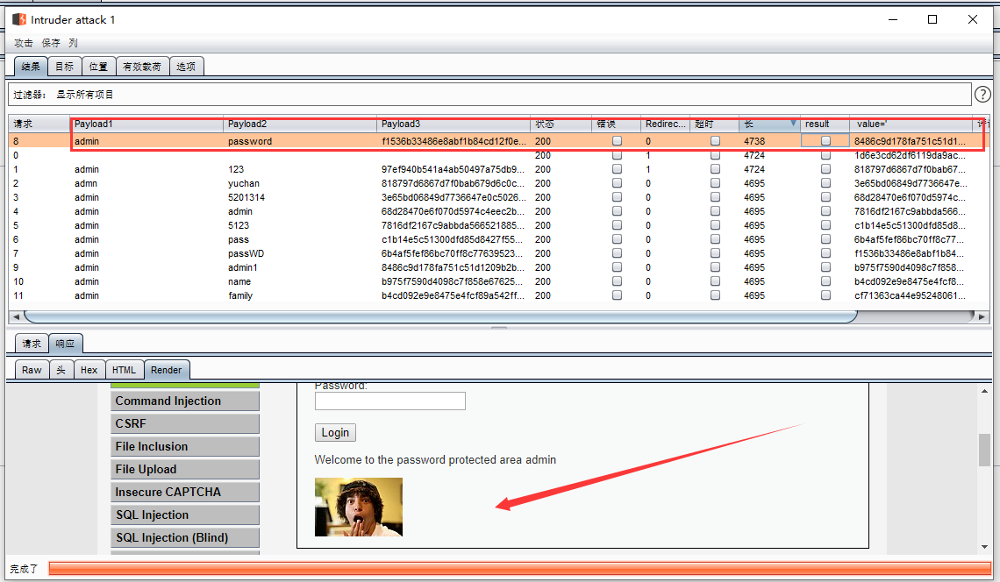 Intruder attack 1
攻击 保存 列
结果 目标 位置 有效载荷 选项
过滤器： 显示所有项目 ?
请求 Payload1 Payload2 Payload3 状态 错误 Redirec... 超时 长 result value='
8 admin password f1536b33486e8abf1b84cd12f0e... 200 0 4738 8486c9d178fa751c51d1...
0 200 1 4724 1d6e3cd62df6119da9ac...
1 admin 123 97ef940b541a4ab50497a75db9... 200 1 4724 818797d6867d7f0bab67...
2 admn yuchan 818797d6867d7f0bab679d6c0c... 200 0 4695 3e65bd06849d7736647e...
3 admin 5201314 3e65bd06849d7736647e0c5026... 200 0 4695 68d28470e6f070d5974c...
4 admin admin 68d28470e6f070d5974c4eec2b... 200 0 4695 7816df2167c9abbda566...
5 admin 5123 7816df2167c9abbda566521885... 200 0 4695 c1b14e5c51300dfd85d8...
6 admin pass c1b14e5c51300dfd85d8427f55... 200 0 4695 6b4af5fef86bc70ff8c77...
7 admin passWD 6b4af5fef86bc70ff8c77639523... 200 0 4695 f1536b33486e8abf1b84...
9 admin admin1 8486c9d178fa751c51d1209b2b... 200 0 4695 b975f7590d4098c7f858...
10 admin name b975f7590d4098c7f858e67625... 200 0 4695 b4cd092e9e8475e4fcf8...
11 admin family b4cd092e9e8475e4fcf89a542ff... 200 0 4695 cf71363ca44e95248061...
请求 响应
Raw 头 Hex HTML Render
Password:
Command Injection
CSRF
Login
File Inclusion
Welcome to the password protected area admin
File Upload
Insecure CAPTCHA
SQL Injection
SQL Injection (Blind)
完成了